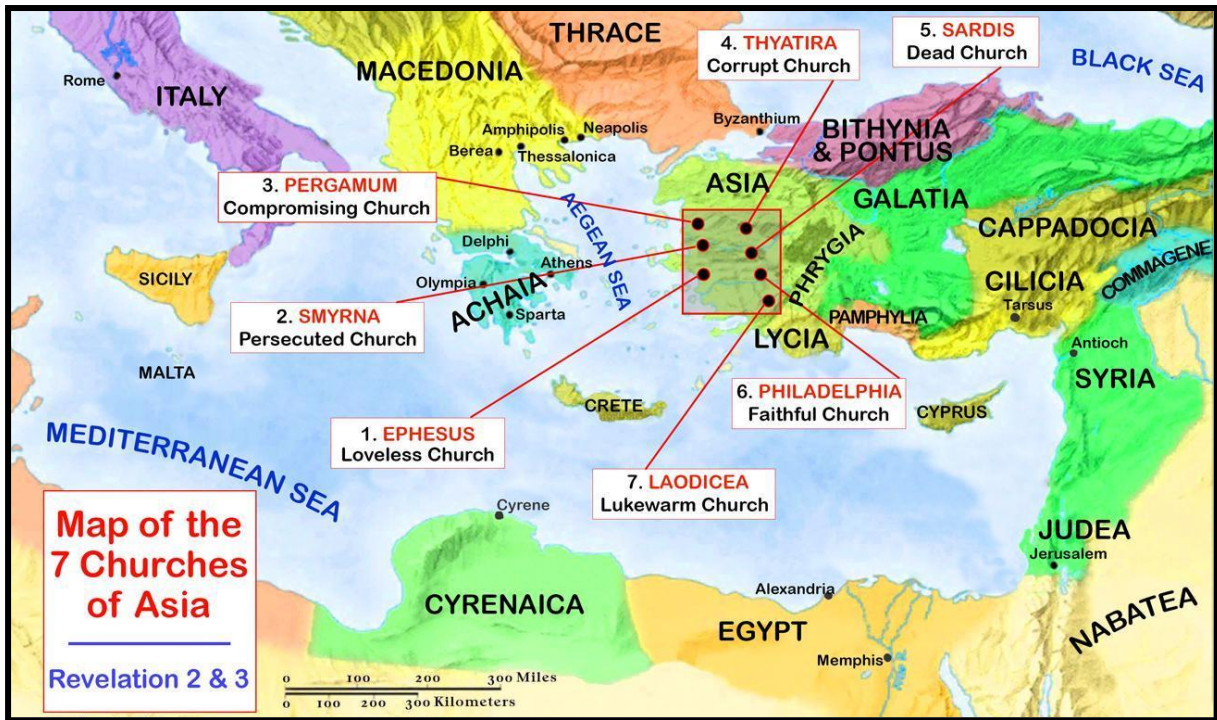 THRACE
4. THYATIRA
Corrupt Church
5. SARDIS
Dead Church
BLACK SEA
MACEDONIA
Rome
ITALY
Byzantium
BITHYNIA
& PONTUS
Amphipolis
Neapolis
Berea
Thessalonica
3. PERGAMUM
Compromising Church
ASIA
GALATIA
AEGEAN SEA
CAPPADOCIA
PHRYGIA
COMMAGENE
Delphi
Athens
SICILY
Olympia
ACHAIA
Sparta
CILICIA
Tarsus
2. SMYRNA
Persecuted Church
PAMPHYLIA
LYCIA
Antioch
MALTA
SYRIA
6. PHILADELPHIA
Faithful Church
CRETE
CYPRUS
1. EPHESUS
Loveless Church
MEDITERRANEAN SEA
7. LAODICEA
Lukewarm Church
Cyrene
Map of the
7 Churches
of Asia
Revelation 2 & 3
JUDEA
Jerusalem
Alexandria
CYRENAICA
EGYPT
NABATEA
Memphis
Nile R.
0 100 200 300 Miles
0 100 200 300 Kilometers